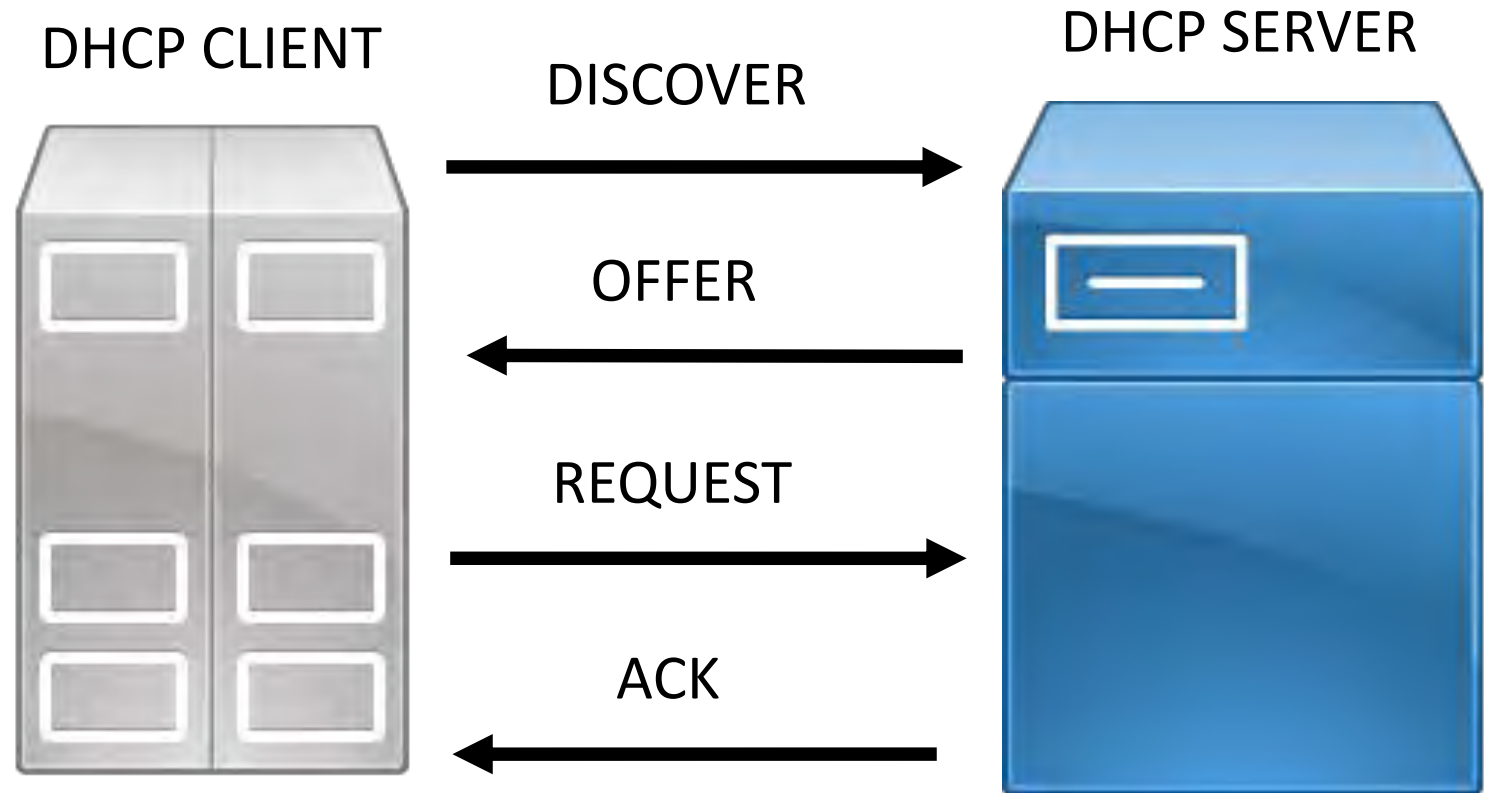 DHCP CLIENT
DHCP SERVER
DISCOVER
OFFER
REQUEST
ACK